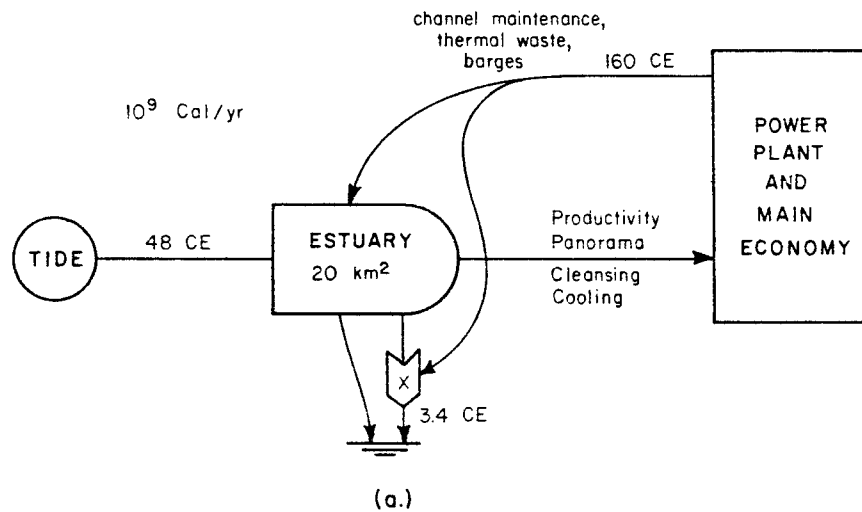 channel maintenance,
thermal waste,
barges
160 CE
10⁹ Cal/yr
POWER
PLANT
AND
MAIN
ECONOMY
TIDE
48 CE
ESTUARY
20 km²
Productivity
Panorama
Cleansing
Cooling
X
3.4 CE
(a.)